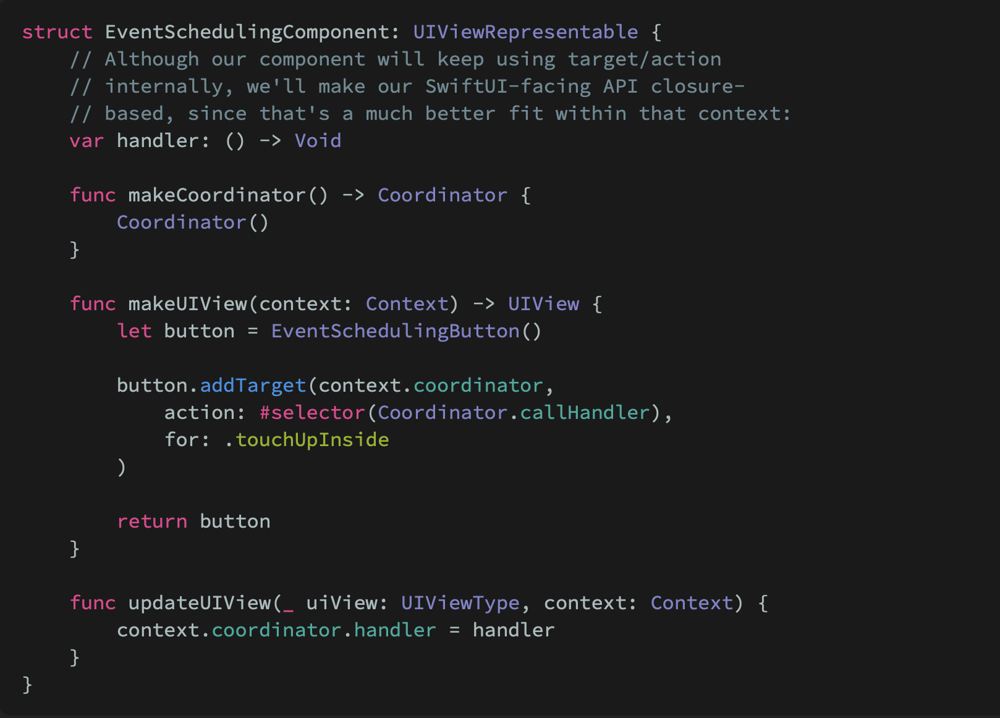 struct EventSchedulingComponent: UIViewRepresentable {
    // Although our component will keep using target/action
    // internally, we'll make our SwiftUI-facing API closure-
    // based, since that's a much better fit within that context:
    var handler: () -> Void

    func makeCoordinator() -> Coordinator {
        Coordinator()
    }

    func makeUIView(context: Context) -> UIView {
        let button = EventSchedulingButton()

        button.addTarget(context.coordinator,
            action: #selector(Coordinator.callHandler),
            for: .touchUpInside
        )

        return button
    }

    func updateUIView(_ uiView: UIViewType, context: Context) {
        context.coordinator.handler = handler
    }
}